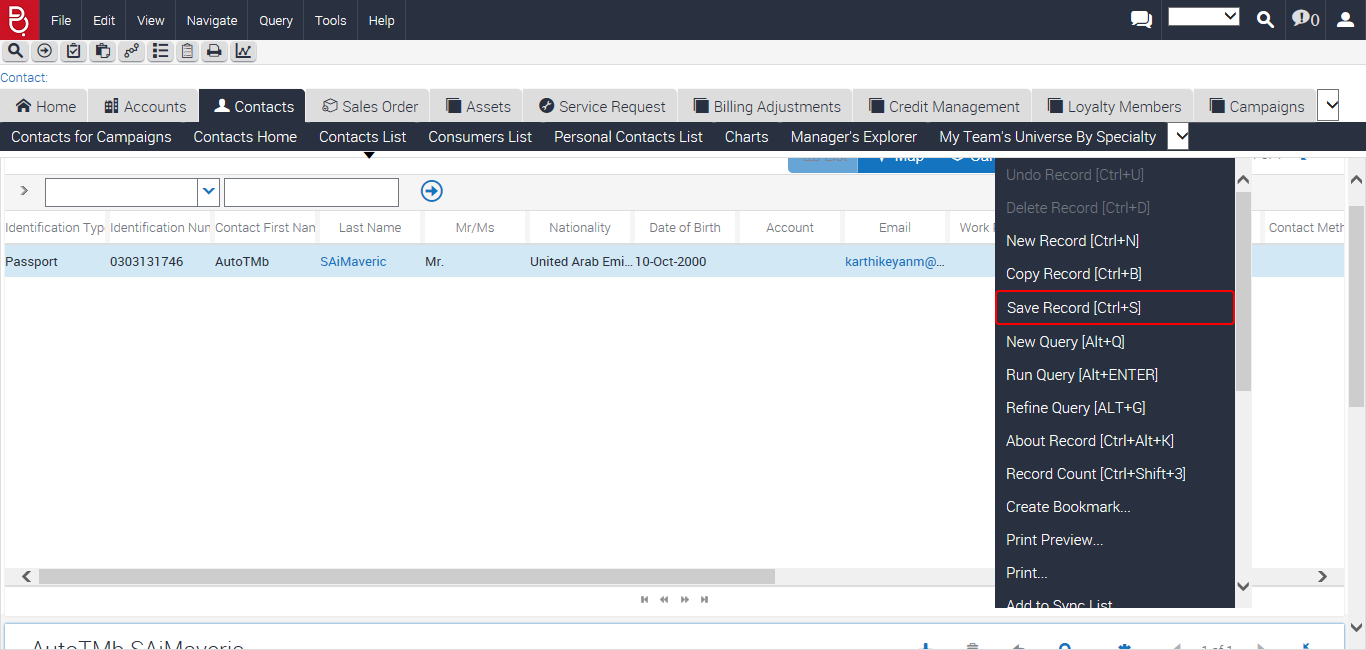 File Edit View Navigate Query Tools Help 0
Contact:
Home Accounts Contacts Sales Order Assets Service Request Billing Adjustments Credit Management Loyalty Members Campaigns
Contacts for Campaigns Contacts Home Contacts List Consumers List Personal Contacts List Charts Manager's Explorer My Team's Universe By Specialty
List Map
Identification Typ Identification Nun Contact First Nan Last Name Mr/Ms Nationality Date of Birth Account Email Work Contact Meth
Passport 0303131746 AutoTMb SAiMaveric Mr. United Arab Emi... 10-Oct-2000 karthikeyanm@...
Undo Record [Ctrl+U]
Delete Record [Ctrl+D]
New Record [Ctrl+N]
Copy Record [Ctrl+B]
Save Record [Ctrl+S]
New Query [Alt+Q]
Run Query [Alt+ENTER]
Refine Query [ALT+G]
About Record [Ctrl+Alt+K]
Record Count [Ctrl+Shift+3]
Create Bookmark...
Print Preview...
Print...
Add to Sync List
AutoTMb SAiMaveric 1 of 1